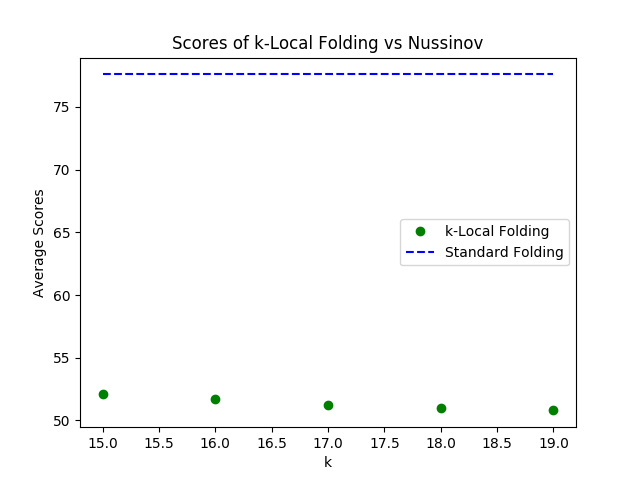 Scores of k-Local Folding vs Nussinov
Average Scores
75
70
65
60
55
50
k-Local Folding
Standard Folding
15.0 15.5 16.0 16.5 17.0 17.5 18.0 18.5 19.0
k